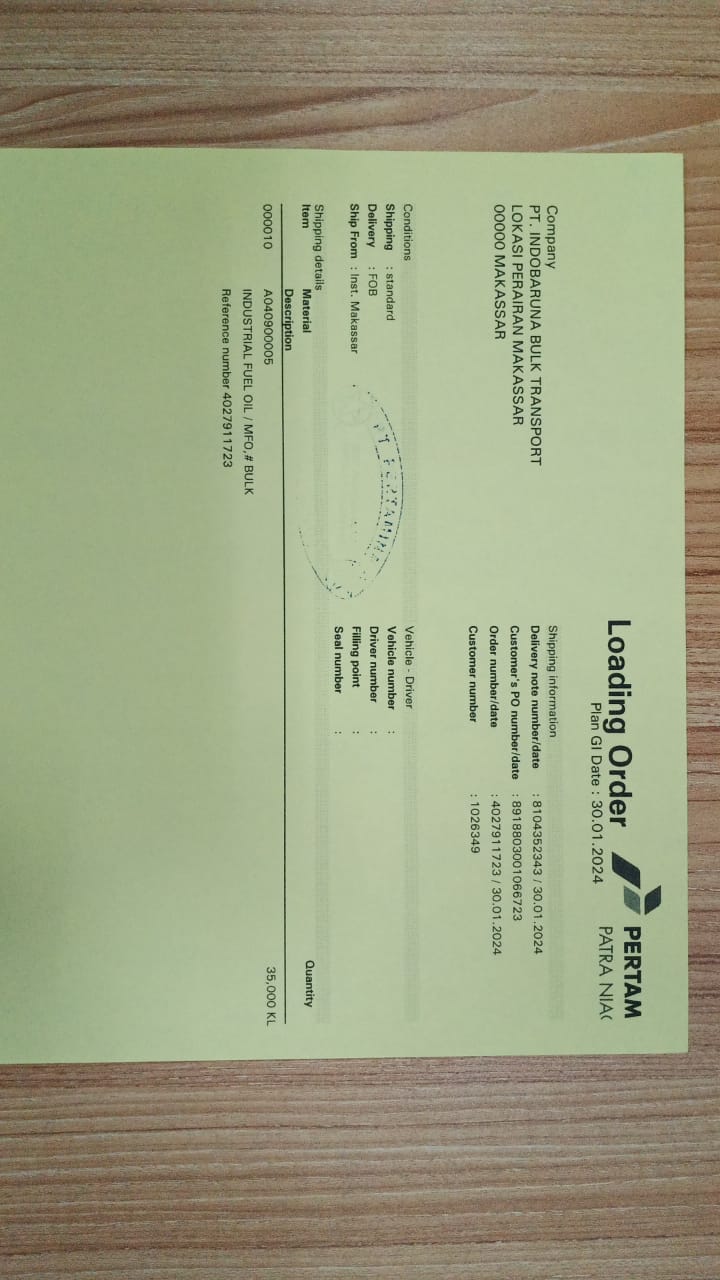 Loading Order
Plan GI Date : 30.01.2024
PERTAM
PATRA NIAG
Company
PT. INDOBARUNA BULK TRANSPORT
LOKASI PERAIRAN MAKASSAR
00000 MAKASSAR
Shipping information
Delivery note number/date : 8104352343 / 30.01.2024
Customer's PO number/date : 8918803001066723
Order number/date : 4027911723 / 30.01.2024
Customer number : 1026349
Conditions
Shipping : standard
Delivery : FOB
Ship From : Inst. Makassar
Vehicle - Driver
Vehicle number :
Driver number :
Filling point :
Seal number :
PT PERTAMINA
Shipping details
Item Material Quantity
Description
000010 A040900005 35,000 KL
INDUSTRIAL FUEL OIL / MFO,# BULK
Reference number 4027911723